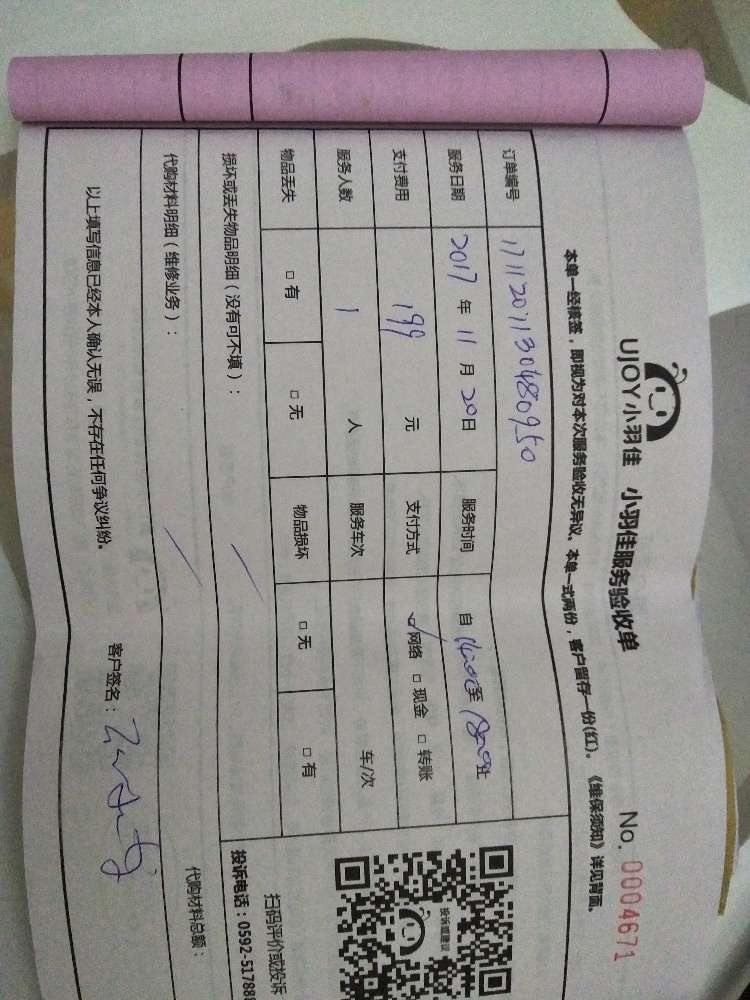 UJOY小羽佳 小羽佳服务验收单 No. 0004671
本单一经核签，即视为对本次服务验收无异议。本单一式两份，客户留存一份(红)。《维保须知》详见背面。
订单编号 1711201130480950
服务日期 2017 年 11 月 20 日 服务时间 自 至 止
支付费用 199 元 支付方式 网络 □ 现金 □ 转账
服务人数 1 人 服务车次 车/次
物品丢失 □ 有 □ 无 物品损坏 □ 无 □ 有
损坏或丢失物品明细（没有可不填）：
代购材料明细（维修业务）： 代购材料总额：
以上填写信息已经本人确认无误，不存在任何争议纠纷。 客户签名：
投诉或建议
扫码评价或投诉
投诉电话：0592-51788